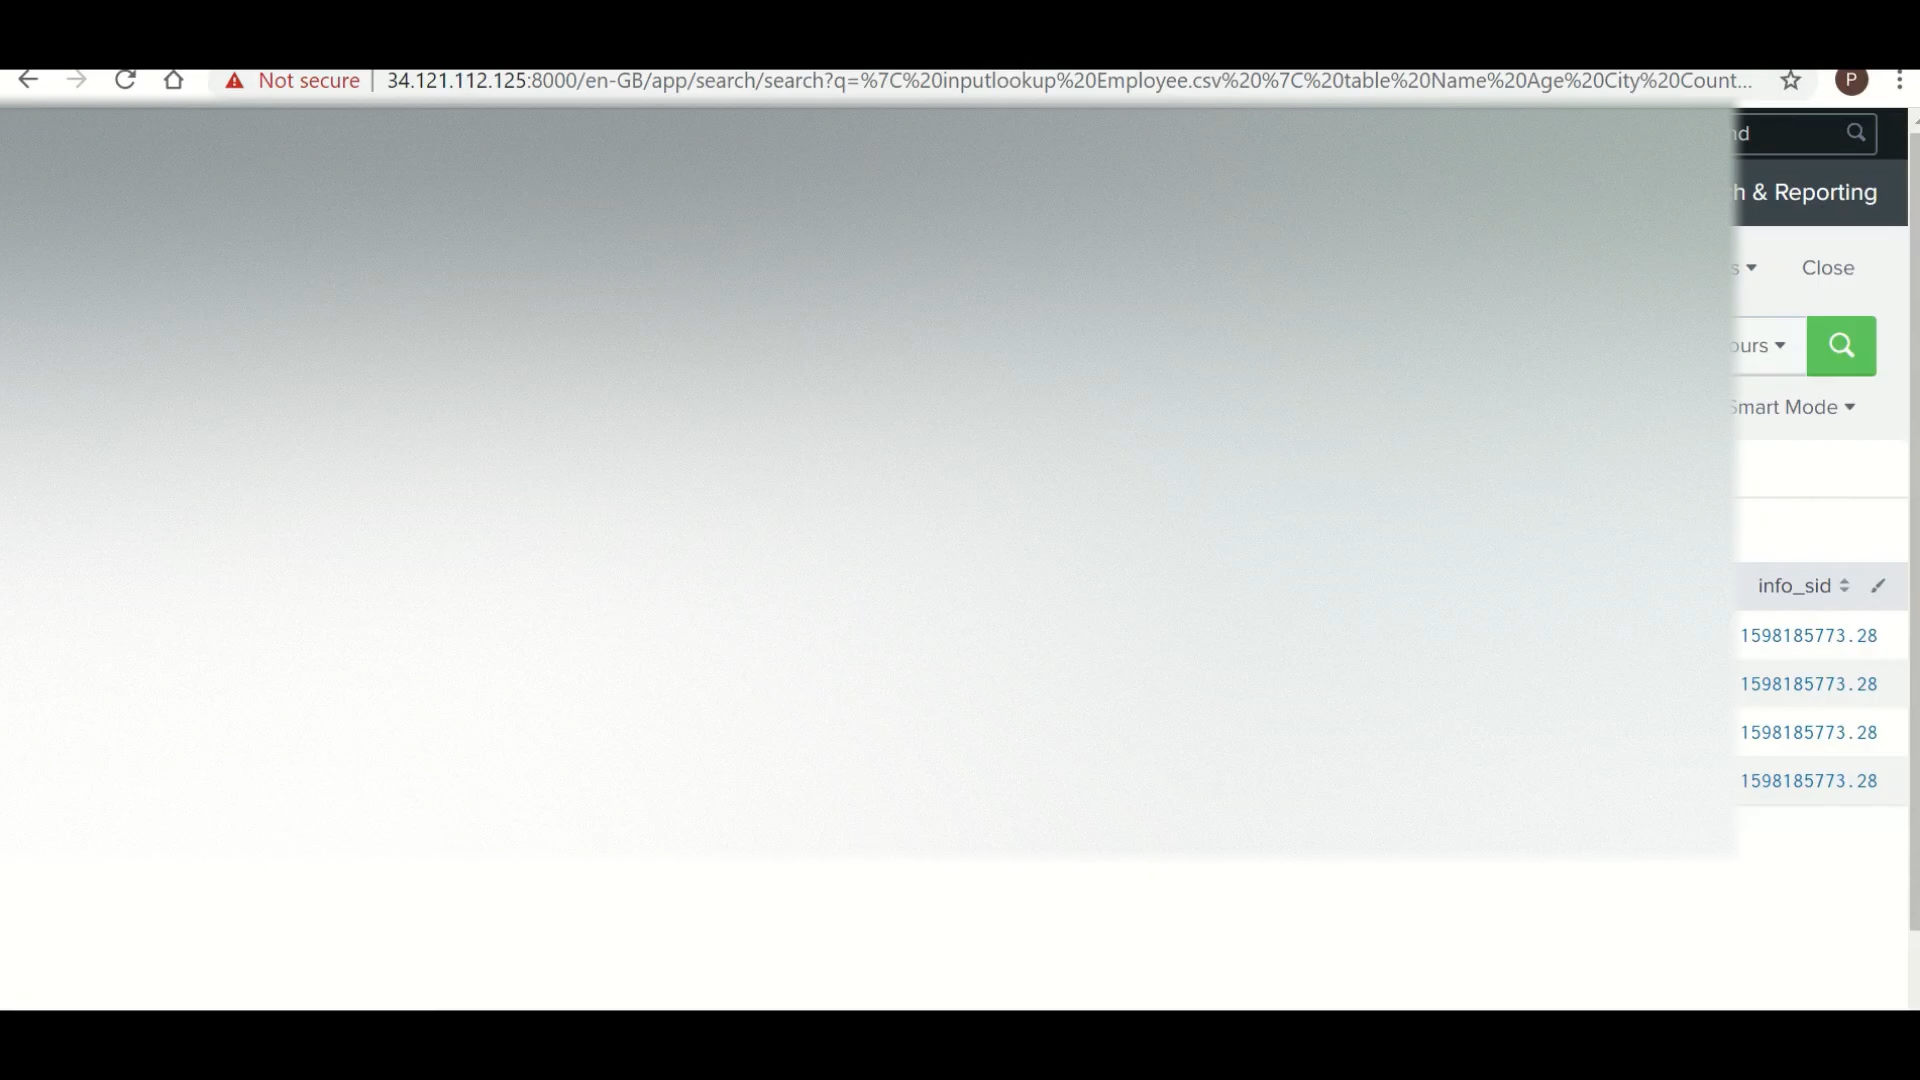 Not secure | 34.121.112.125:8000/en-GB/app/search/search?q=%7C%20inputlookup%20Employee.csv%20%7C%20table%20Name%20Age%20City%20Count... P
& Reporting
Close
Mode
info_sid
1598185773.28
1598185773.28
1598185773.28
1598185773.28